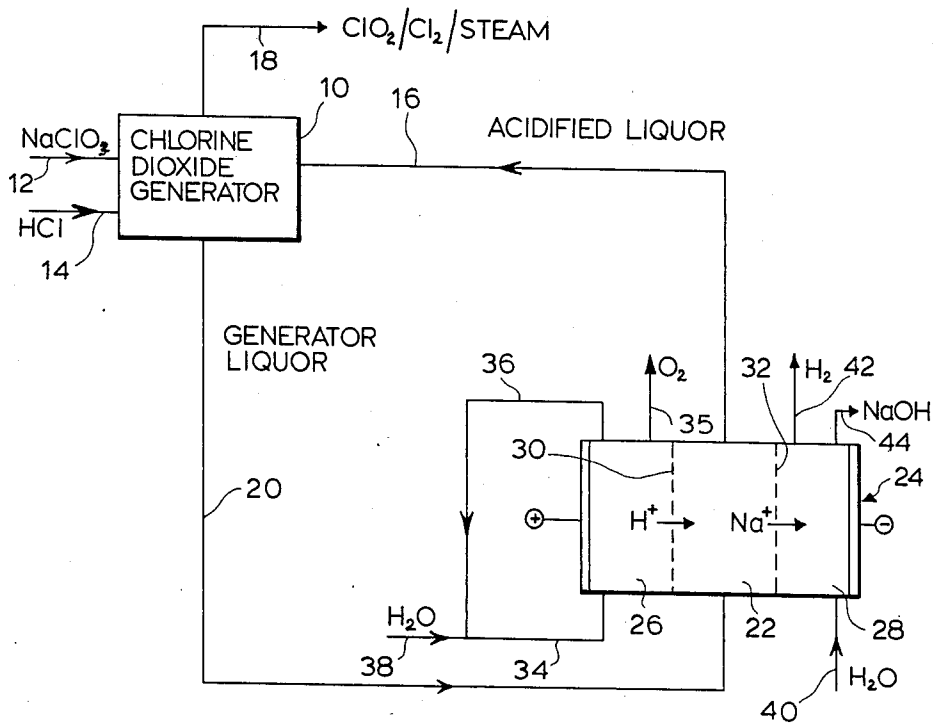 ClO₂/Cl₂/STEAM
18
10
16
ACIDIFIED LIQUOR
NaClO₃
12
CHLORINE
DIOXIDE
GENERATOR
HCl
14
GENERATOR
LIQUOR
36
O₂
35
32
H₂
42
NaOH
44
30
24
20
+
H⁺
Na⁺
−
H₂O
38
34
26
22
28
40
H₂O